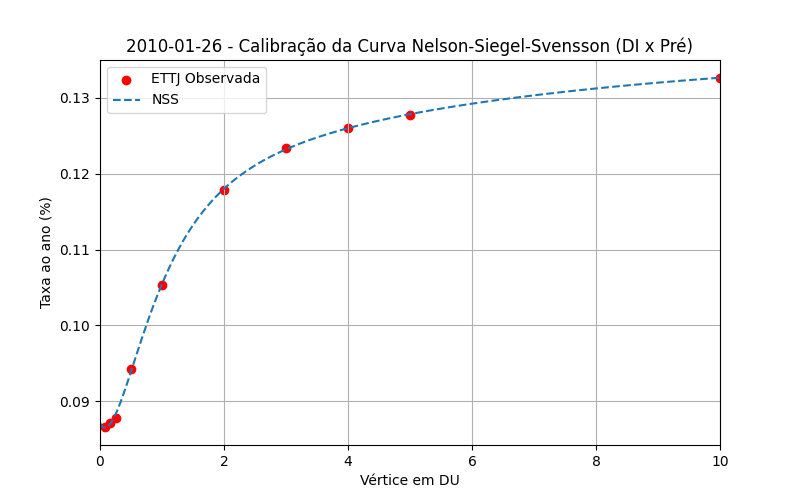 2010-01-26 - Calibração da Curva Nelson-Siegel-Svensson (DI x Pré)
ETTJ Observada
NSS
Taxa ao ano (%)
0.13
0.12
0.11
0.10
0.09
0 2 4 6 8 10
Vértice em DU